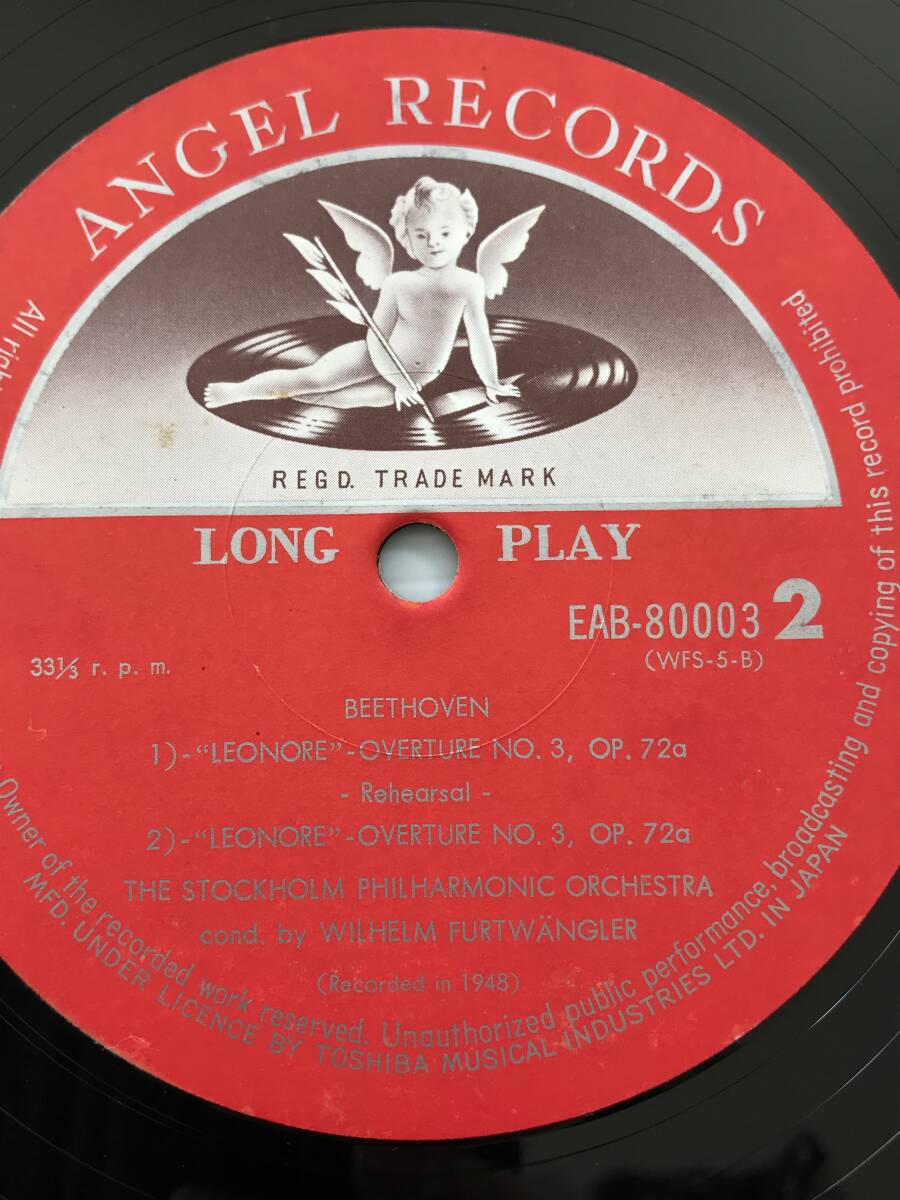 ANGEL RECORDS
REGD. TRADE MARK
LONG PLAY
EAB-80003 2
(WFS-5-B)
33⅓ r. p. m.
BEETHOVEN
1)-"LEONORE"-OVERTURE NO. 3, OP. 72a
- Rehearsal -
2)-"LEONORE"-OVERTURE NO. 3, OP. 72a
THE STOCKHOLM PHILHARMONIC ORCHESTRA
cond. by WILHELM FURTWÄNGLER
(Recorded in 1948)
All
Owner of the recorded work reserved. Unauthorized public performance, broadcasting and copying of this record prohibited
MFD. UNDER LICENCE BY TOSHIBA MUSICAL INDUSTRIES LTD. IN JAPAN